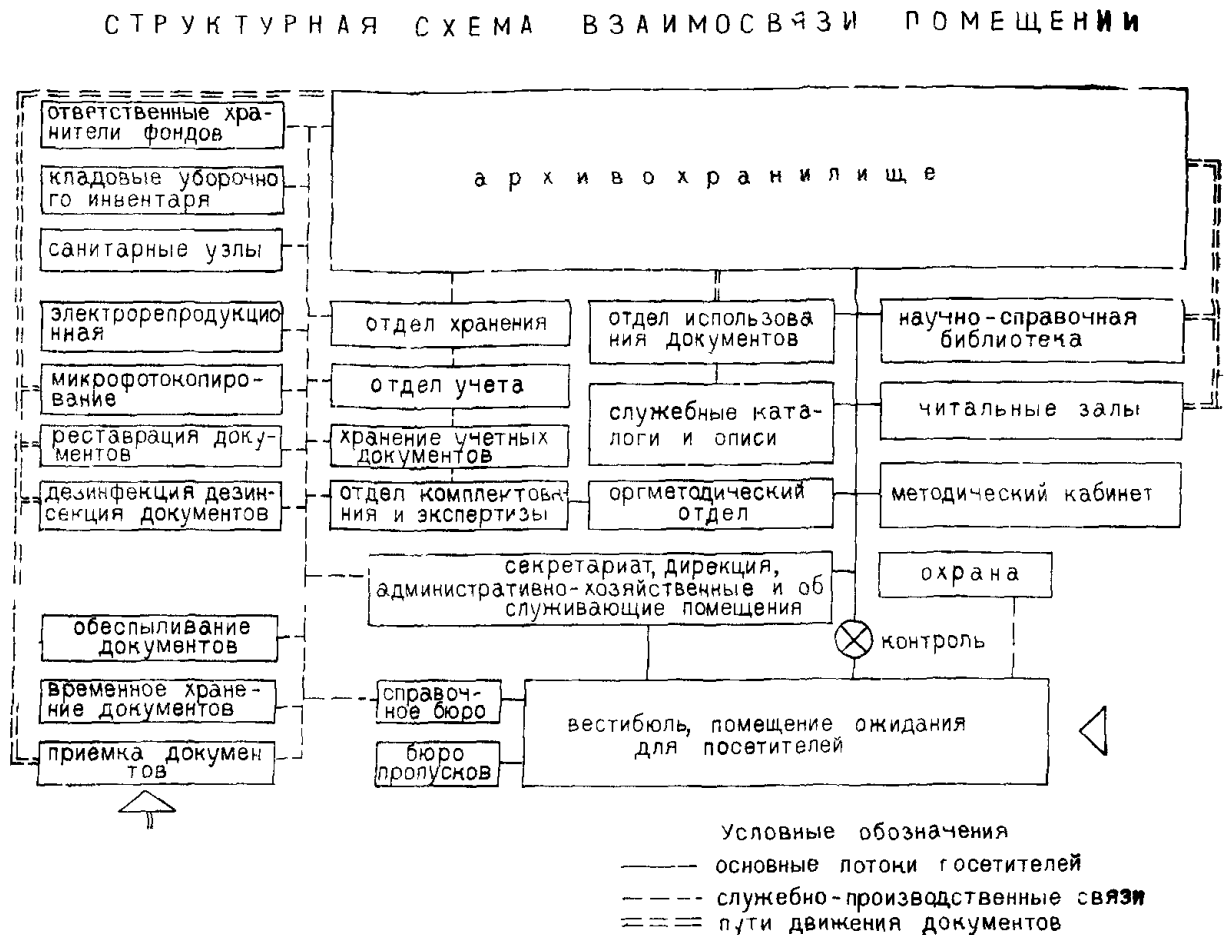 СТРУКТУРНАЯ СХЕМА ВЗАИМОСВЯЗИ ПОМЕЩЕНИИ
ответственные хра-
нители фондов
кладовые уборочно
го инвентаря
санитарные узлы
архивохранилище
электрорепродукцио
нная
микрофотокопиро-
вание
реставрация доку-
ментов
дезинфекция дезин-
секция документов
отдел хранения
отдел учета
хранение учетных
документов
отдел комплектова-
ния и экспертизы
отдел использова
ния документов
служебные ката-
логи и описи
оргметодический
отдел
научно-справочная
библиотека
читальные залы
методический кабинет
секретариат, дирекция,
административно-хозяйственные и об
служивающие помещения
охрана
контроль
обеспыливание
документов
временное хране-
ние документов
приемка докумен
тов
справоч-
ное бюро
бюро
пропусков
вестибюль, помещение ожидания
для посетителей
Условные обозначения
основные потоки посетителей
служебно-производственные связи
пути движения документов